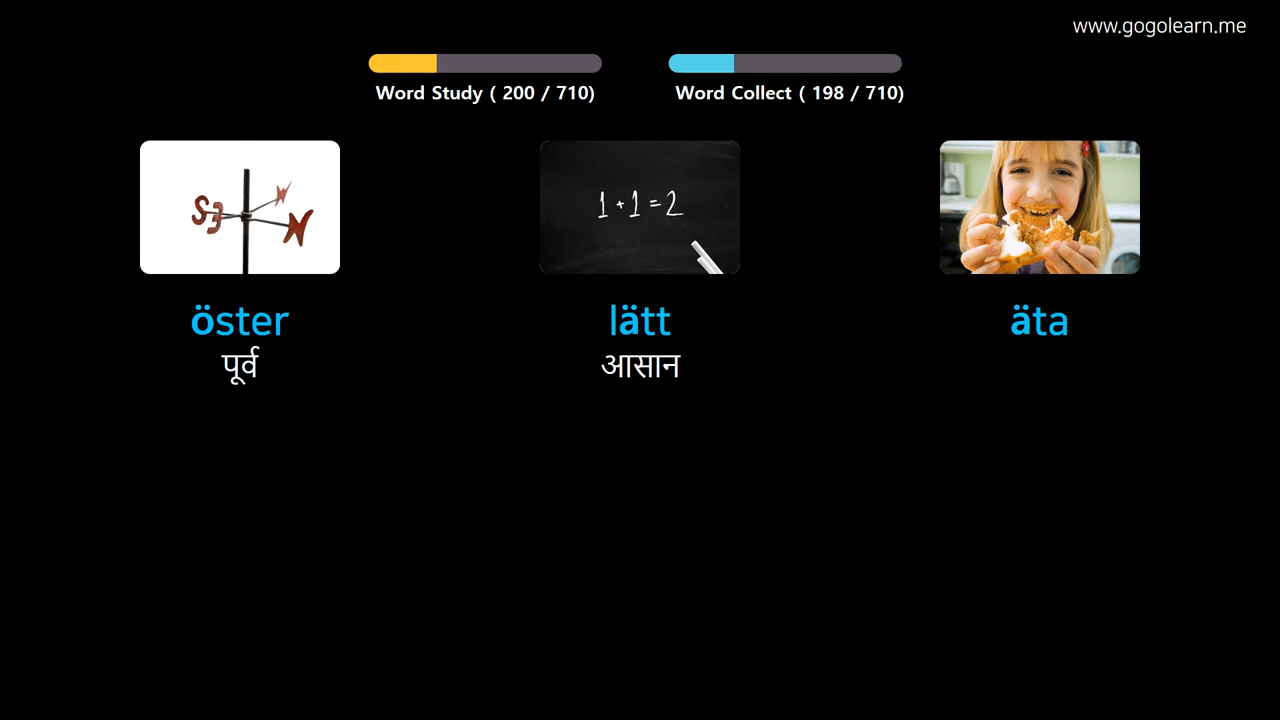 www.gogolearn.me
Word Study ( 200 / 710)
Word Collect ( 198 / 710)
S E N W
1 + 1 = 2
öster
lätt
äta
पूर्व
आसान